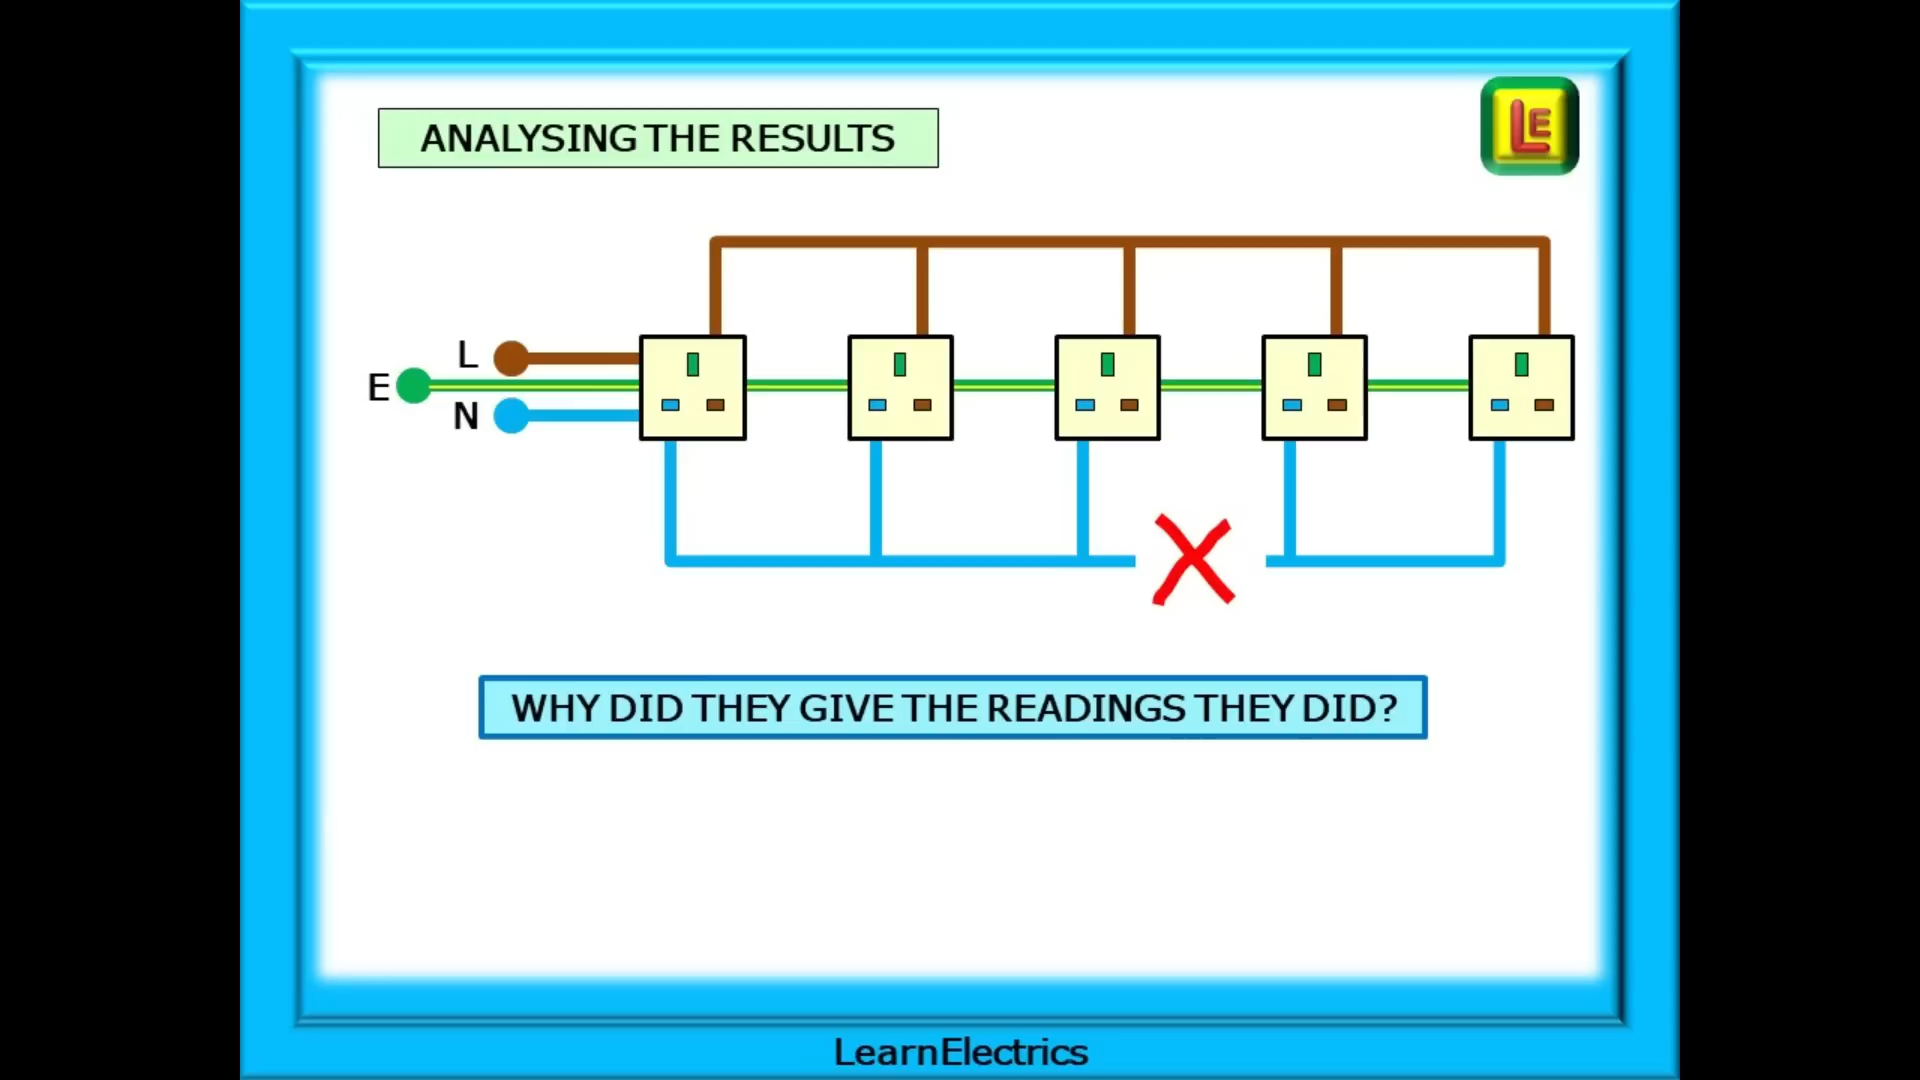 ANALYSING THE RESULTS
LE
L
E
N
WHY DID THEY GIVE THE READINGS THEY DID?
LearnElectrics